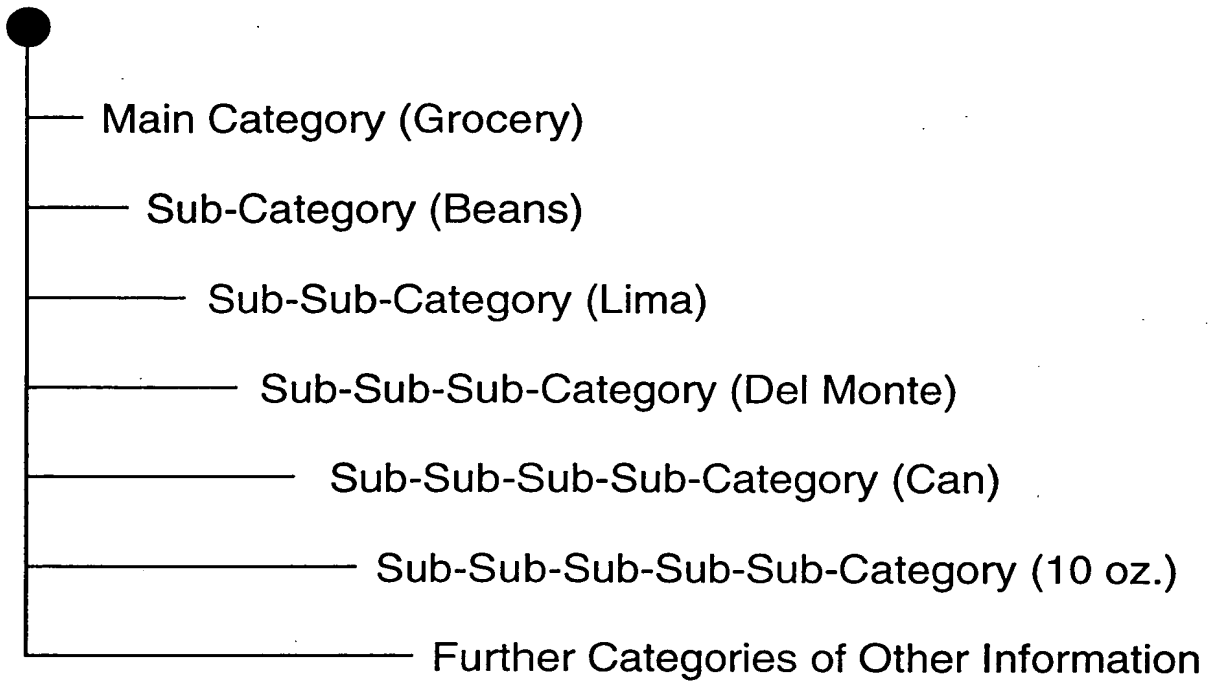 Main Category (Grocery)
Sub-Category (Beans)
Sub-Sub-Category (Lima)
Sub-Sub-Sub-Category (Del Monte)
Sub-Sub-Sub-Sub-Category (Can)
Sub-Sub-Sub-Sub-Sub-Category (10 oz.)
Further Categories of Other Information